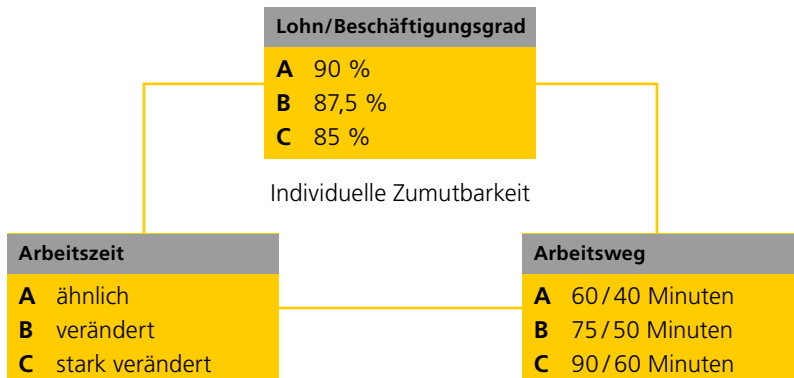 Lohn/Beschäftigungsgrad
A 90 %
B 87,5 %
C 85 %
Individuelle Zumutbarkeit
Arbeitszeit
A ähnlich
B verändert
C stark verändert
Arbeitsweg
A 60/40 Minuten
B 75/50 Minuten
C 90/60 Minuten